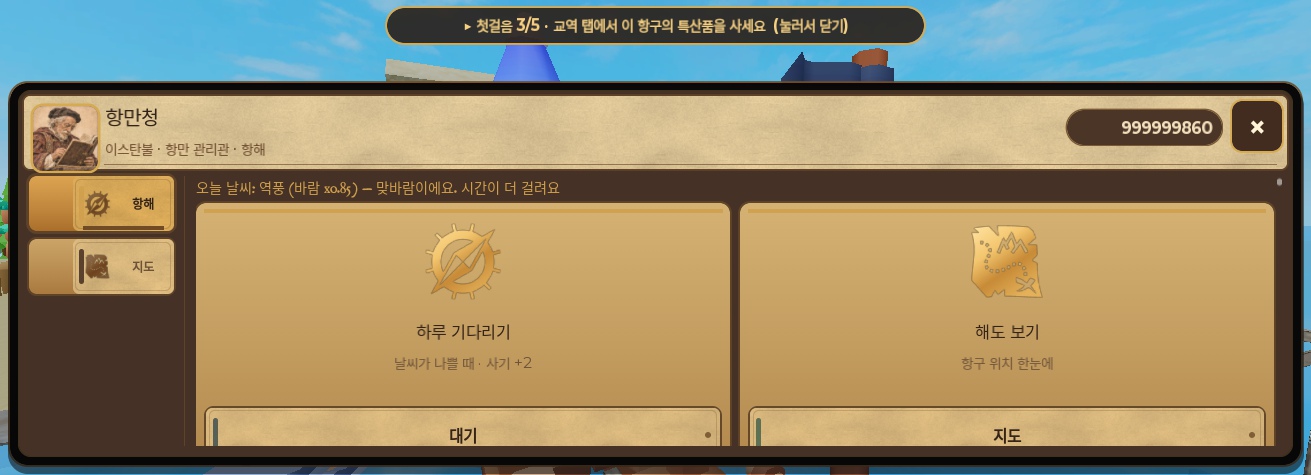 ▸ 첫걸음 3/5 · 교역 탭에서 이 항구의 특산품을 사세요 (눌러서 닫기)
항만청
이스탄불 · 항만 관리관 · 항해
999999860
×
항해
지도
오늘 날씨: 역풍 (바람 x0.85) — 맞바람이에요. 시간이 더 걸려요
하루 기다리기
날씨가 나쁠 때 · 사기 +2
대기
해도 보기
항구 위치 한눈에
지도